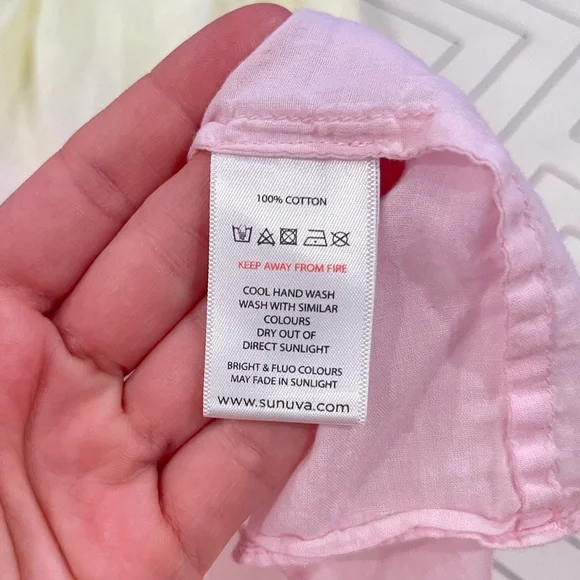 100% COTTON
KEEP AWAY FROM FIRE
COOL HAND WASH
WASH WITH SIMILAR
COLOURS
DRY OUT OF
DIRECT SUNLIGHT
BRIGHT & FLUO COLOURS
MAY FADE IN SUNLIGHT
www.sunuva.com